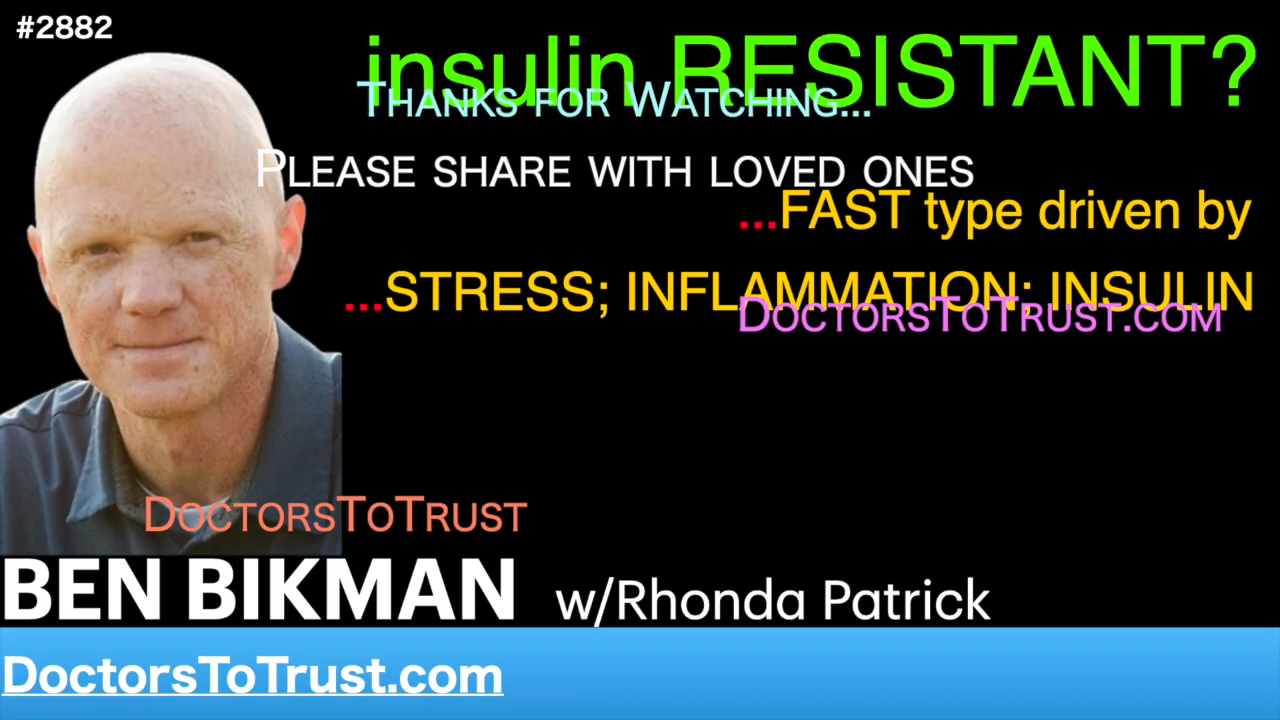 #2882
insulin RESISTANT?
THANKS FOR WATCHING...
PLEASE SHARE WITH LOVED ONES
...FAST type driven by
...STRESS; INFLAMMATION; INSULIN
DOCTORSTOTRUST.COM
DOCTORSTOTRUST
BEN BIKMAN w/Rhonda Patrick
DoctorsToTrust.com